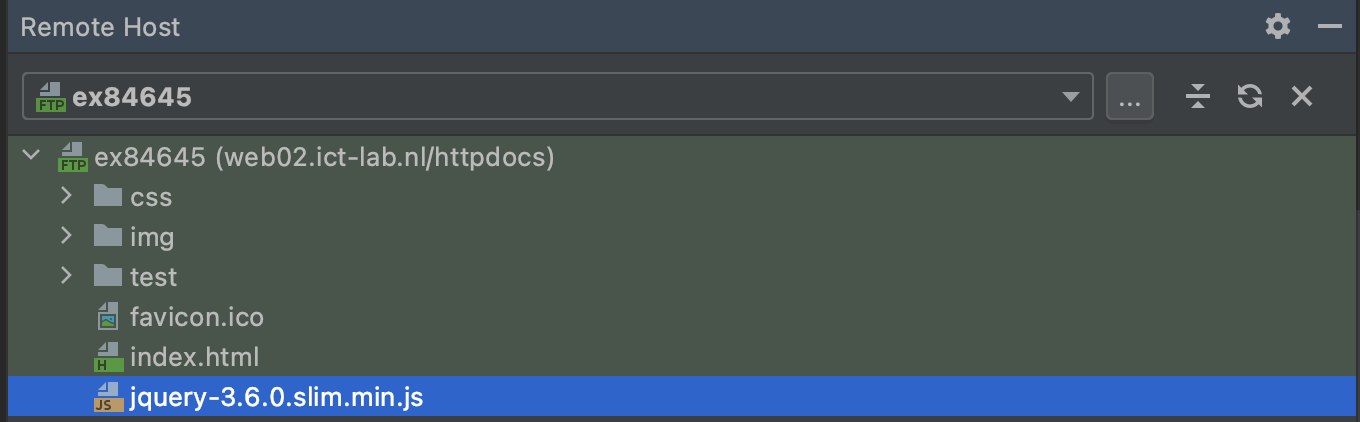 Remote Host
FTP ex84645 ...
FTP ex84645 (web02.ict-lab.nl/httpdocs)
css
img
test
favicon.ico
H index.html
JS jquery-3.6.0.slim.min.js